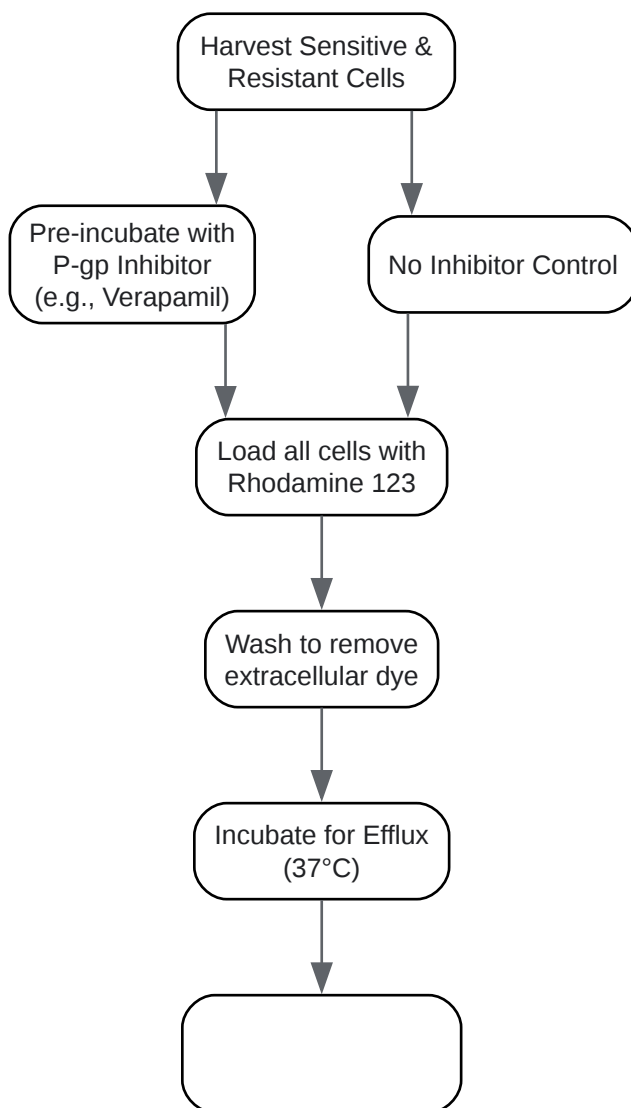 Harvest Sensitive &
Resistant Cells
Pre-incubate with
P-gp Inhibitor
(e.g., Verapamil)
No Inhibitor Control
Load all cells with
Rhodamine 123
Wash to remove
extracellular dye
Incubate for Efflux
(37°C)